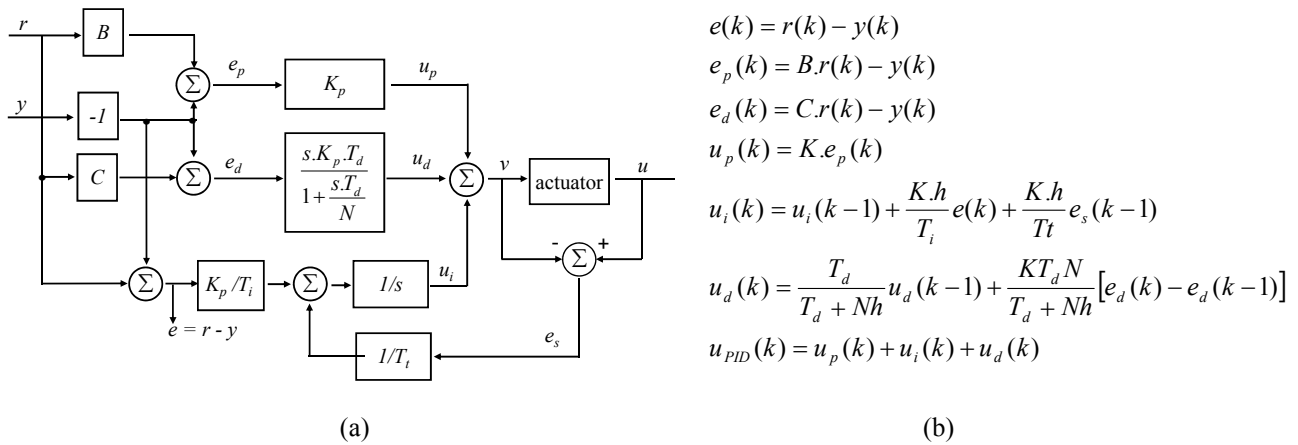 r
B
Σ
e_p
K_p
u_p
y
-1
C
Σ
e_d
s.K_p.T_d / (1 + s.T_d / N)
u_d
Σ
v
actuator
u
- Σ +
Σ
K_p /T_i
Σ
1/s
u_i
e = r - y
1/T_t
e_s
(a)
e(k) = r(k) − y(k)
e_p(k) = B.r(k) − y(k)
e_d(k) = C.r(k) − y(k)
u_p(k) = K.e_p(k)
u_i(k) = u_i(k−1) + K.h / T_i e(k) + K.h / Tt e_s(k−1)
u_d(k) = T_d / (T_d + Nh) u_d(k−1) + KT_d N / (T_d + Nh) [e_d(k) − e_d(k−1)]
u_PID(k) = u_p(k) + u_i(k) + u_d(k)
(b)